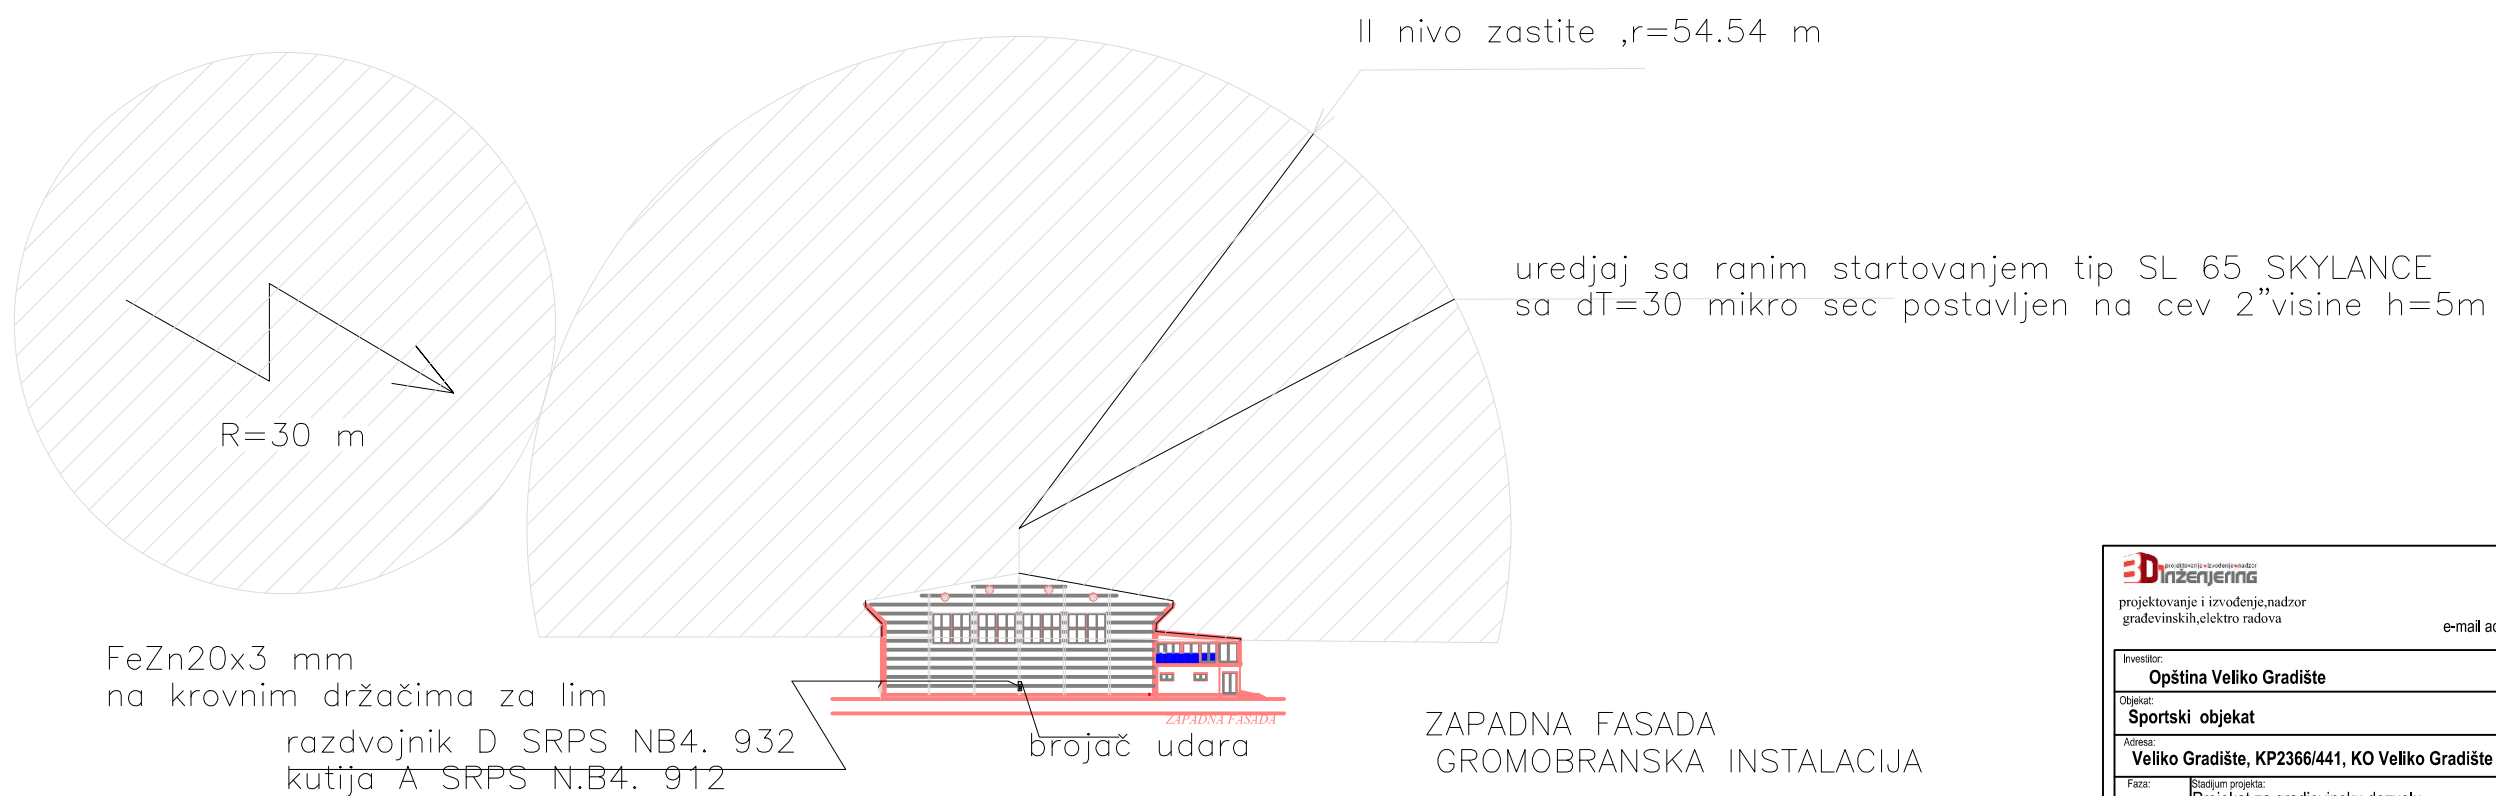 II nivo zastite ,r=54.54 m
uredjaj sa ranim startovanjem tip SL 65 SKYLANCE
sa dT=30 mikro sec postavljen na cev 2”visine h=5m
R=30 m
FeZn20x3 mm
na krovnim držačima za lim
razdvojnik D SRPS NB4. 932
kutija A SRPS N.B4. 912
brojač udara
ZAPADNA FASADA
ZAPADNA FASADA
GROMOBRANSKA INSTALACIJA
3D inženjering
projektovanje i izvođenje,nadzor
građevinskih,elektro radova
e-mail
Investitor:
Opština Veliko Gradište
Objekat:
Sportski objekat
Adresa:
Veliko Gradište, KP2366/441, KO Veliko Gradište
Faza:
Stadijum projekta: